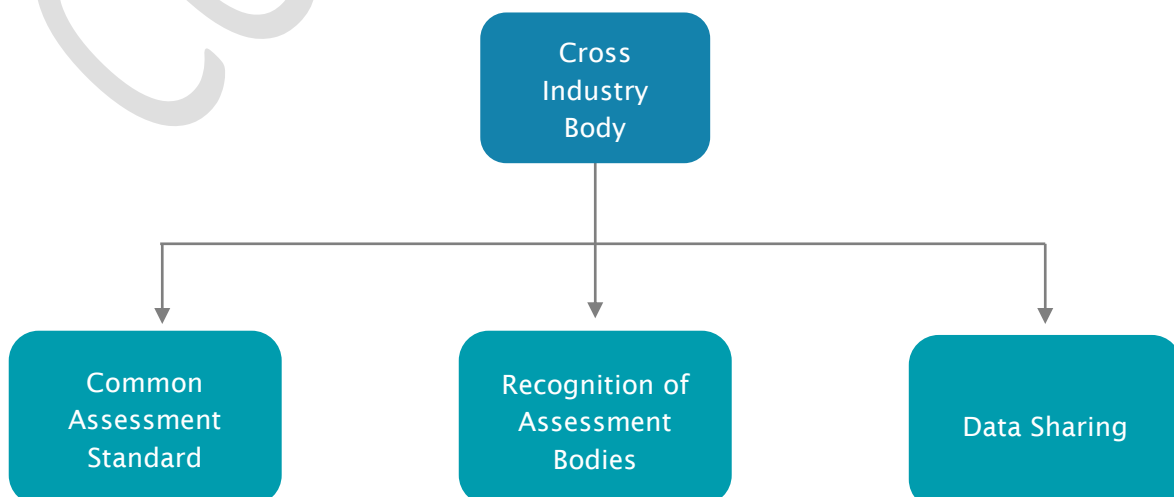 Cross
Industry
Body
Common
Assessment
Standard
Recognition of
Assessment
Bodies
Data Sharing